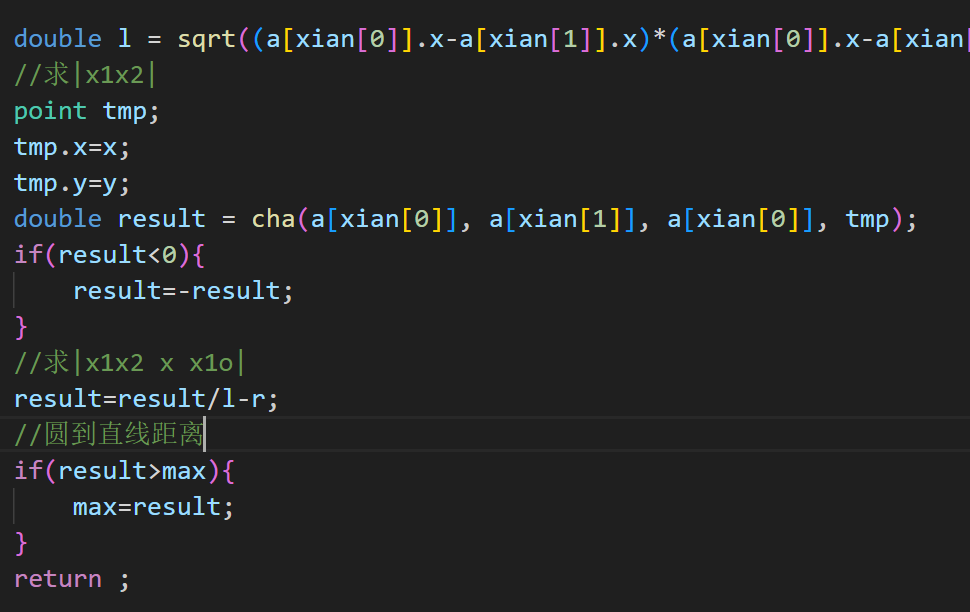 double l = sqrt((a[xian[0]].x-a[xian[1]].x)*(a[xian[0]].x-a[xian[
//求|x1x2|
point tmp;
tmp.x=x;
tmp.y=y;
double result = cha(a[xian[0]], a[xian[1]], a[xian[0]], tmp);
if(result<0){
    result=-result;
}
//求|x1x2 x x1o|
result=result/l-r;
//圆到直线距离
if(result>max){
    max=result;
}
return ;